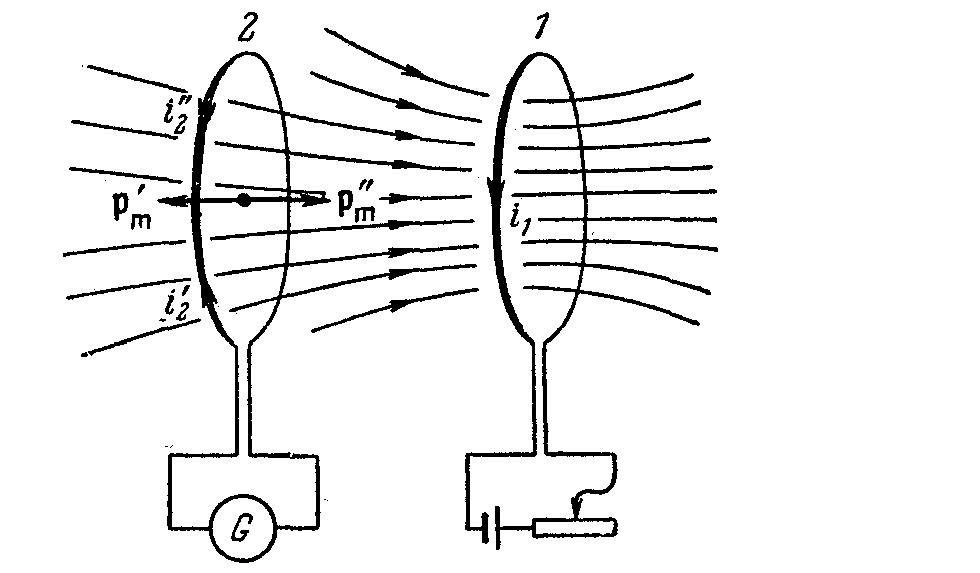 2 1
i₂″
p′ₘ p″ₘ
i₁
i₂′
G